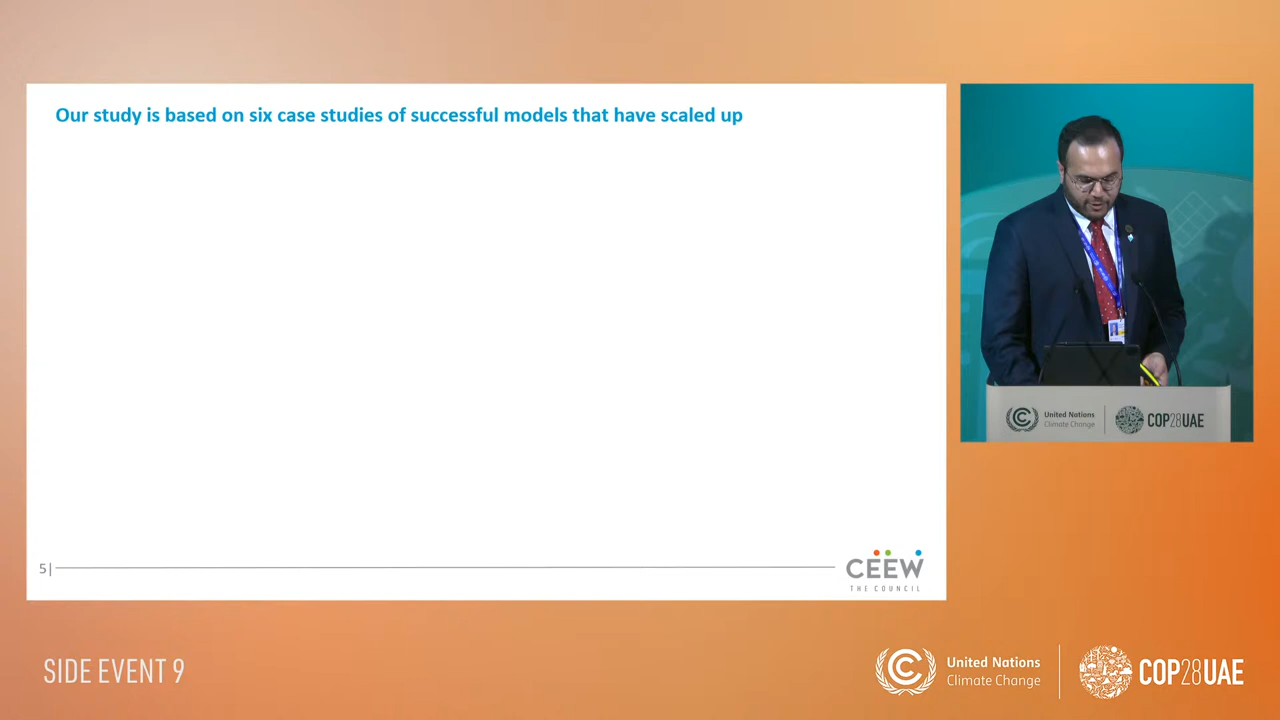 Our study is based on six case studies of successful models that have scaled up
5|
CEEW
THE COUNCIL
United Nations
Climate Change
COP28UAE
SIDE EVENT 9
United Nations
Climate Change
COP28UAE